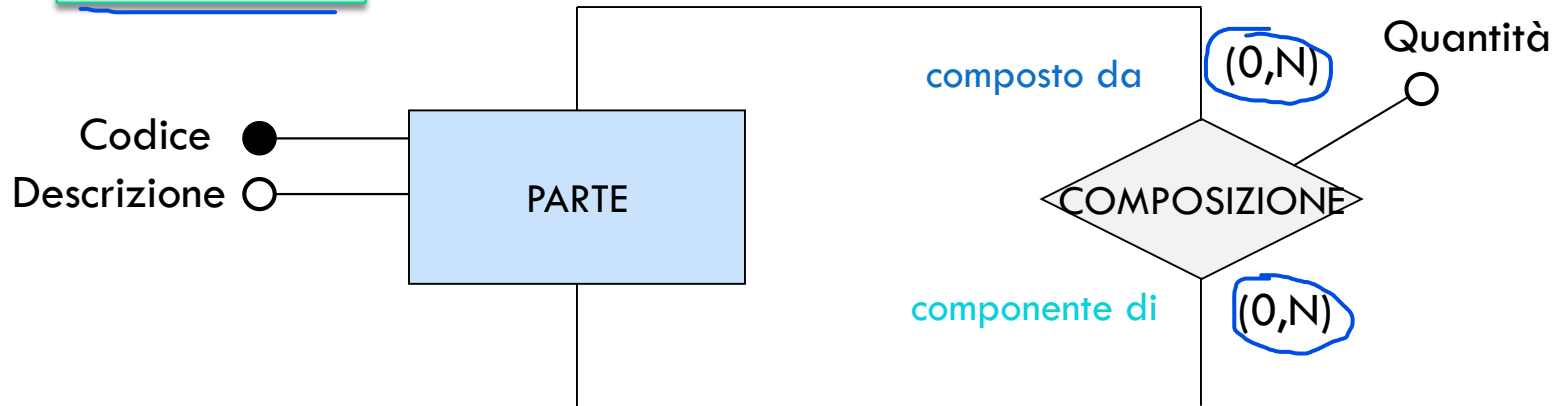 Quantità
(0,N)
composto da
Codice
Descrizione
PARTE
COMPOSIZIONE
componente di
(0,N)